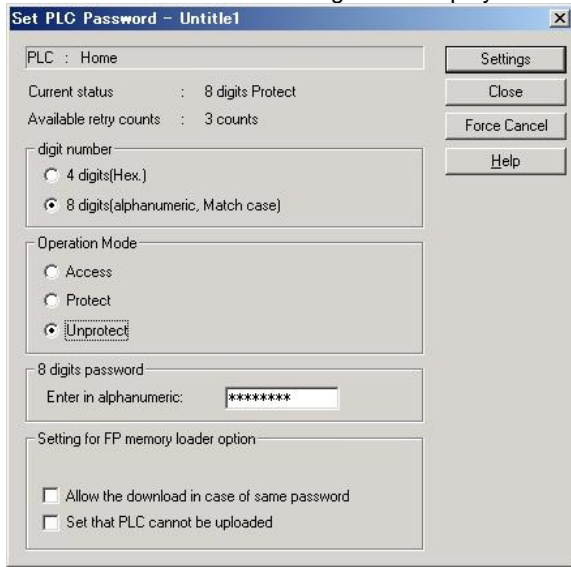 Set PLC Password - Untitle1
PLC : Home
Settings
Current status : 8 digits Protect
Close
Available retry counts : 3 counts
Force Cancel
digit number
Help
4 digits(Hex.)
8 digits(alphanumeric, Match case)
Operation Mode
Access
Protect
Unprotect
8 digits password
Enter in alphanumeric: ********
Setting for FP memory loader option
Allow the download in case of same password
Set that PLC cannot be uploaded